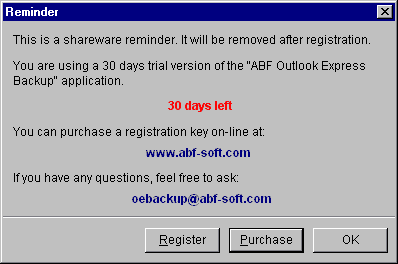 Reminder
This is a shareware reminder. It will be removed after registration.
You are using a 30 days trial version of the "ABF Outlook Express
Backup" application.
30 days left
You can purchase a registration key on-line at:
www.abf-soft.com
If you have any questions, feel free to ask:
oebackup@abf-soft.com
Register Purchase OK